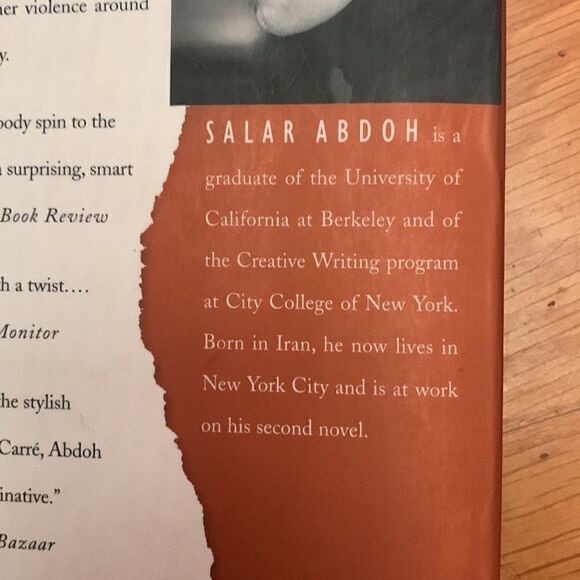 her violence around
y.
body spin to the
surprising, smart
Book Review
h a twist....
Monitor
he stylish
Carré, Abdoh
inative."
Bazaar
SALAR ABDOH is a
graduate of the University of
California at Berkeley and of
the Creative Writing program
at City College of New York.
Born in Iran, he now lives in
New York City and is at work
on his second novel.